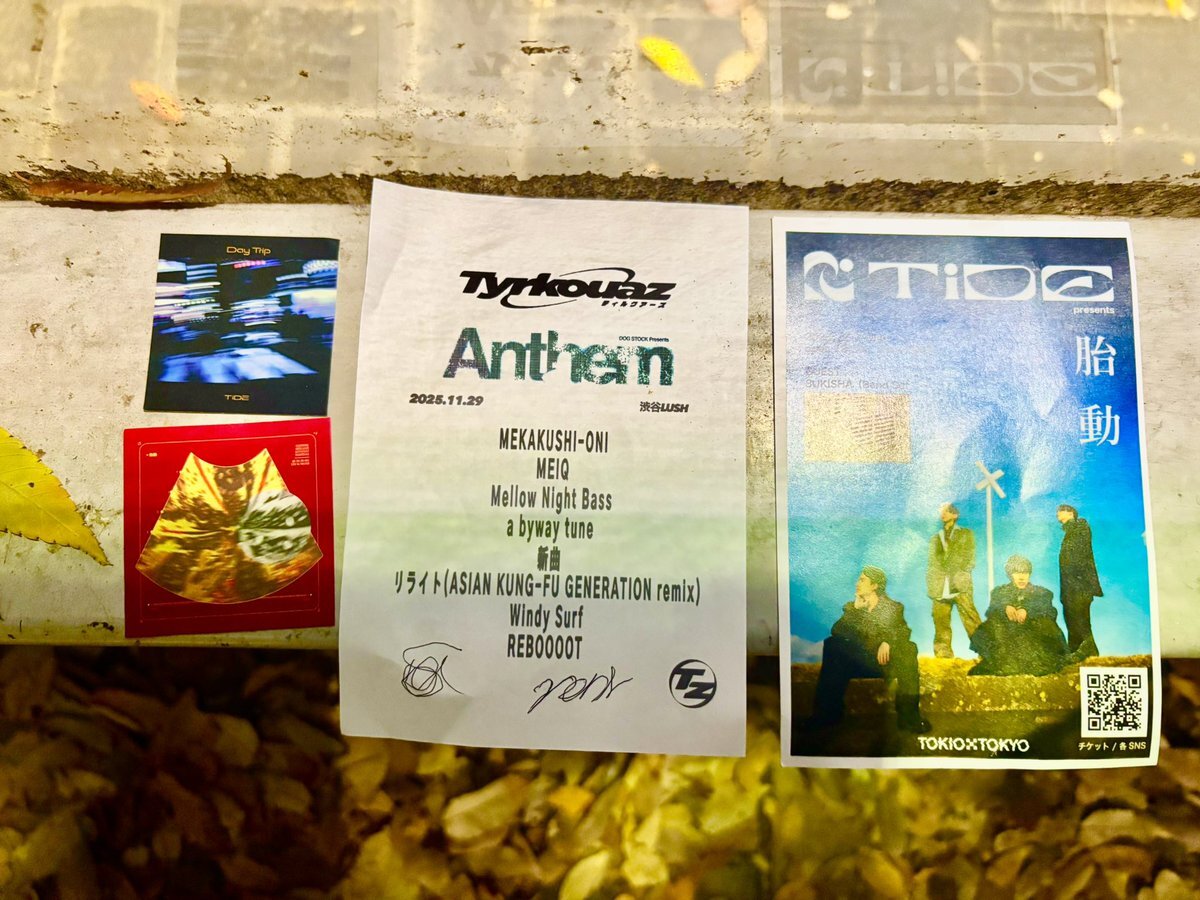 Day Trip
TiDE
Tyrkouaz
ティルクアーズ
DOG STOCK Presents
Anthem
2025.11.29
渋谷LUSH
MEKAKUSHI-ONI
MEIQ
Mellow Night Bass
a byway tune
新曲
リライト(ASIAN KUNG-FU GENERATION remix)
Windy Surf
REBOOOOT
TZ
TiDE
presents
胎動
GUEST
SUKISHA
TOKIO TOKYO
チケット / 各SNS
TiDE